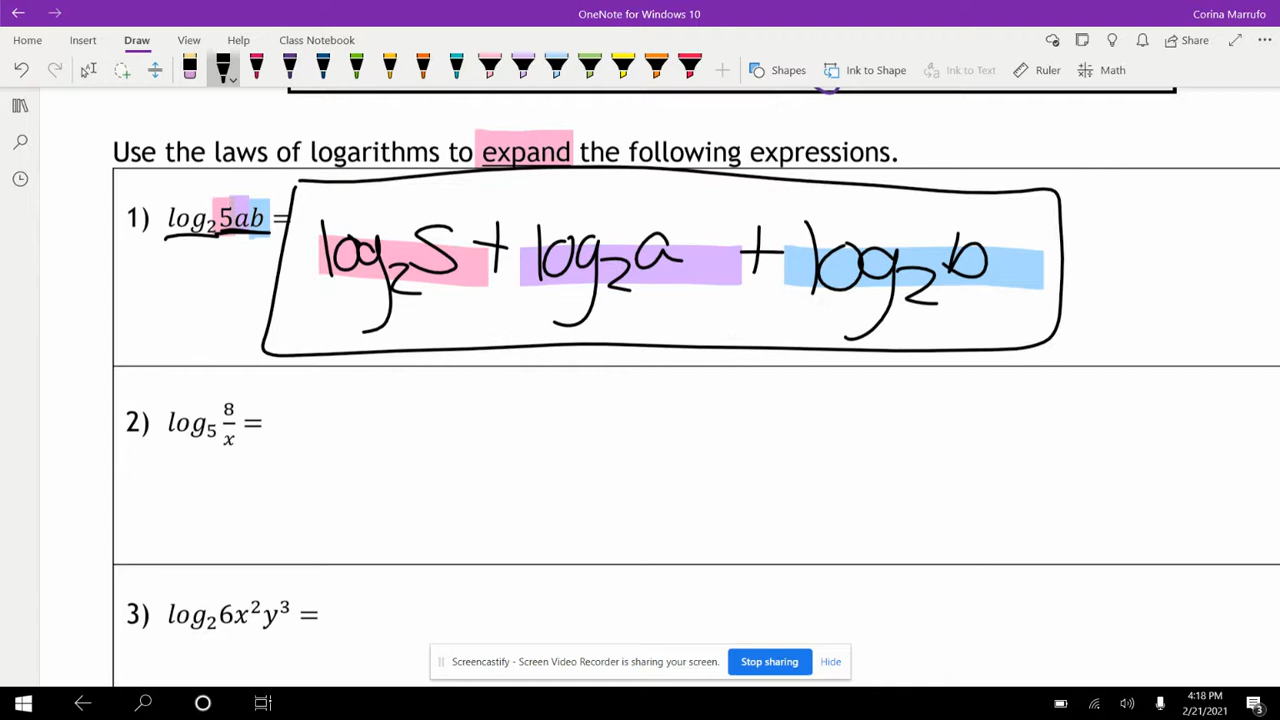 OneNote for Windows 10
Corina Marrufo
Home Insert Draw View Help Class Notebook
Share
Shapes Ink to Shape Ink to Text Ruler Math
Use the laws of logarithms to expand the following expressions.
1) log₂5ab = log₂5 + log₂a + log₂b
2) log₅ 8/x =
3) log₂6x²y³ =
Screencastify - Screen Video Recorder is sharing your screen. Stop sharing Hide
4:18 PM
2/21/2021
3